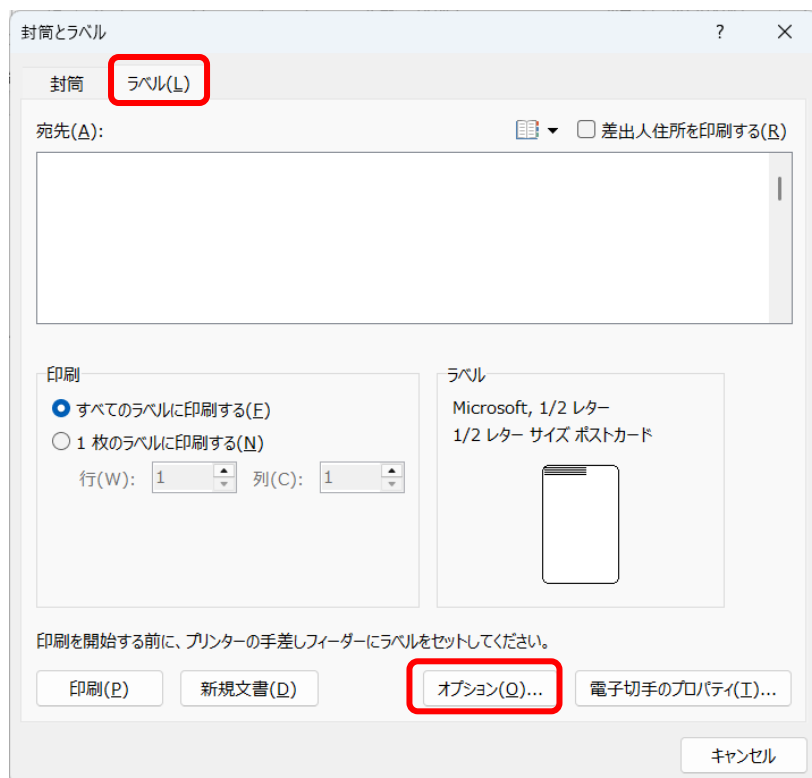 封筒とラベル ?
封筒 ラベル(L)
宛先(A): 差出人住所を印刷する(R)
印刷
すべてのラベルに印刷する(F)
1 枚のラベルに印刷する(N)
行(W): 1 列(C): 1
ラベル
Microsoft, 1/2 レター
1/2 レター サイズ ポストカード
印刷を開始する前に、プリンターの手差しフィーダーにラベルをセットしてください。
印刷(P) 新規文書(D) オプション(O)... 電子切手のプロパティ(T)...
キャンセル